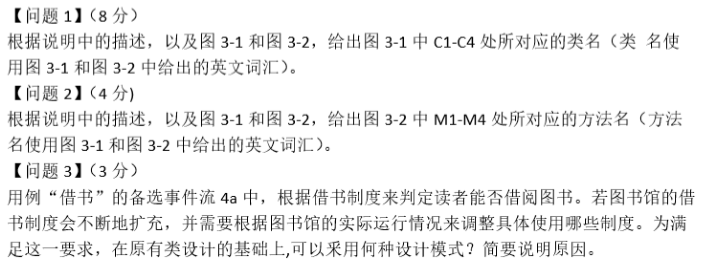 【问题 1】（8 分）
根据说明中的描述，以及图 3-1 和图 3-2，给出图 3-1 中 C1-C4 处所对应的类名（类 名使
用图 3-1 和图 3-2 中给出的英文词汇）。
【问题 2】（4 分)
根据说明中的描述，以及图 3-1 和图 3-2，给出图 3-2 中 M1-M4 处所对应的方法名（方法
名使用图 3-1 和图 3-2 中给出的英文词汇）。
【问题 3】（3 分）
用例“借书”的备选事件流 4a 中，根据借书制度来判定读者能否借阅图书。若图书馆的借
书制度会不断地扩充，并需要根据图书馆的实际运行情况来调整具体使用哪些制度。为满
足这一要求，在原有类设计的基础上,可以采用何种设计模式？简要说明原因。